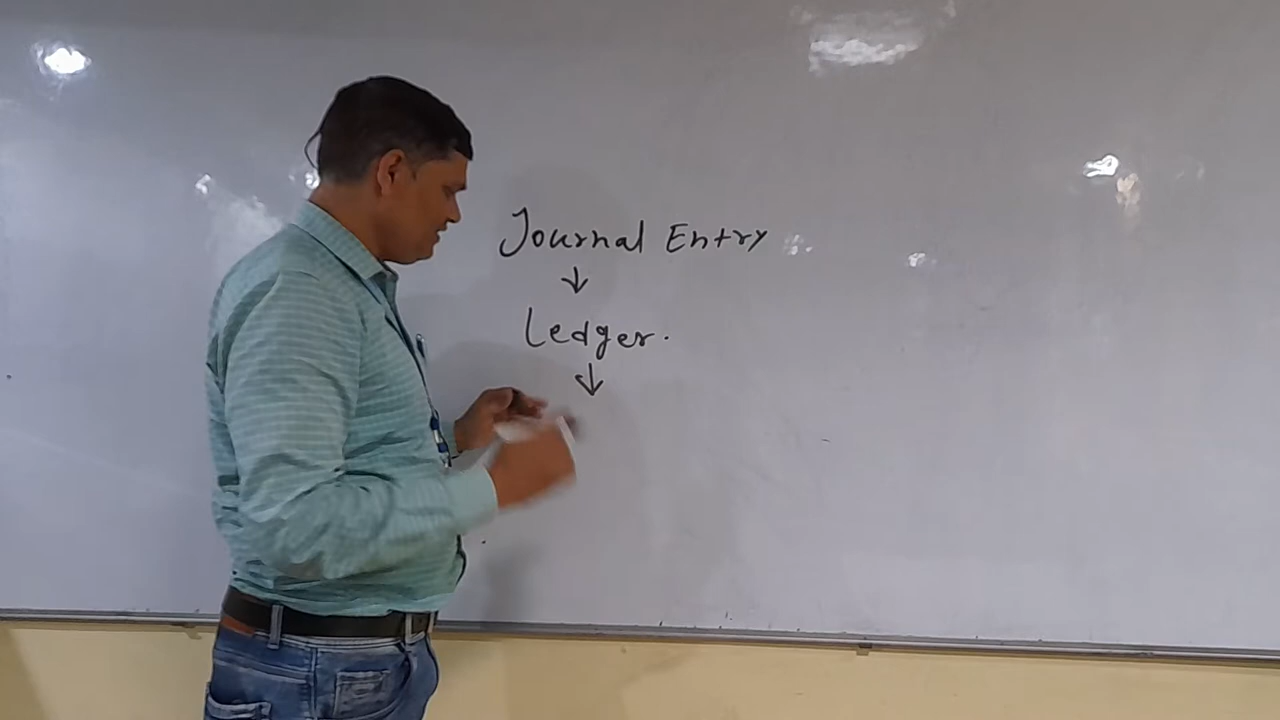 Journal Entry
↓
Ledger.
↓